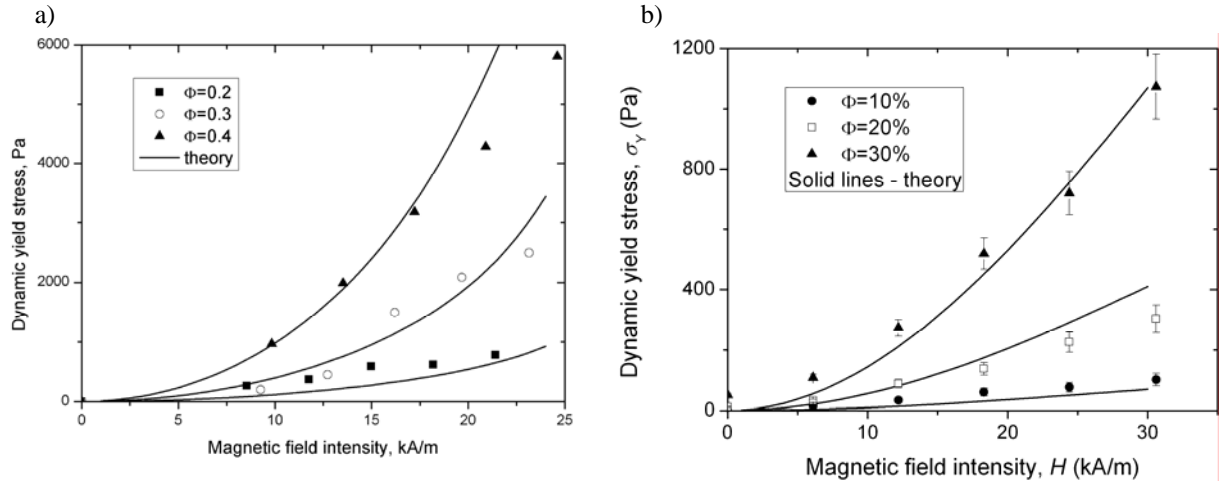 a)
6000
4000
2000
0
0
5
10
15
20
25
Dynamic yield stress, Pa
Magnetic field intensity, kA/m
Φ=0.2
Φ=0.3
Φ=0.4
theory
b)
1200
800
400
0
0
10
20
30
Dynamic yield stress, σY (Pa)
Magnetic field intensity, H (kA/m)
Φ=10%
Φ=20%
Φ=30%
Solid lines - theory